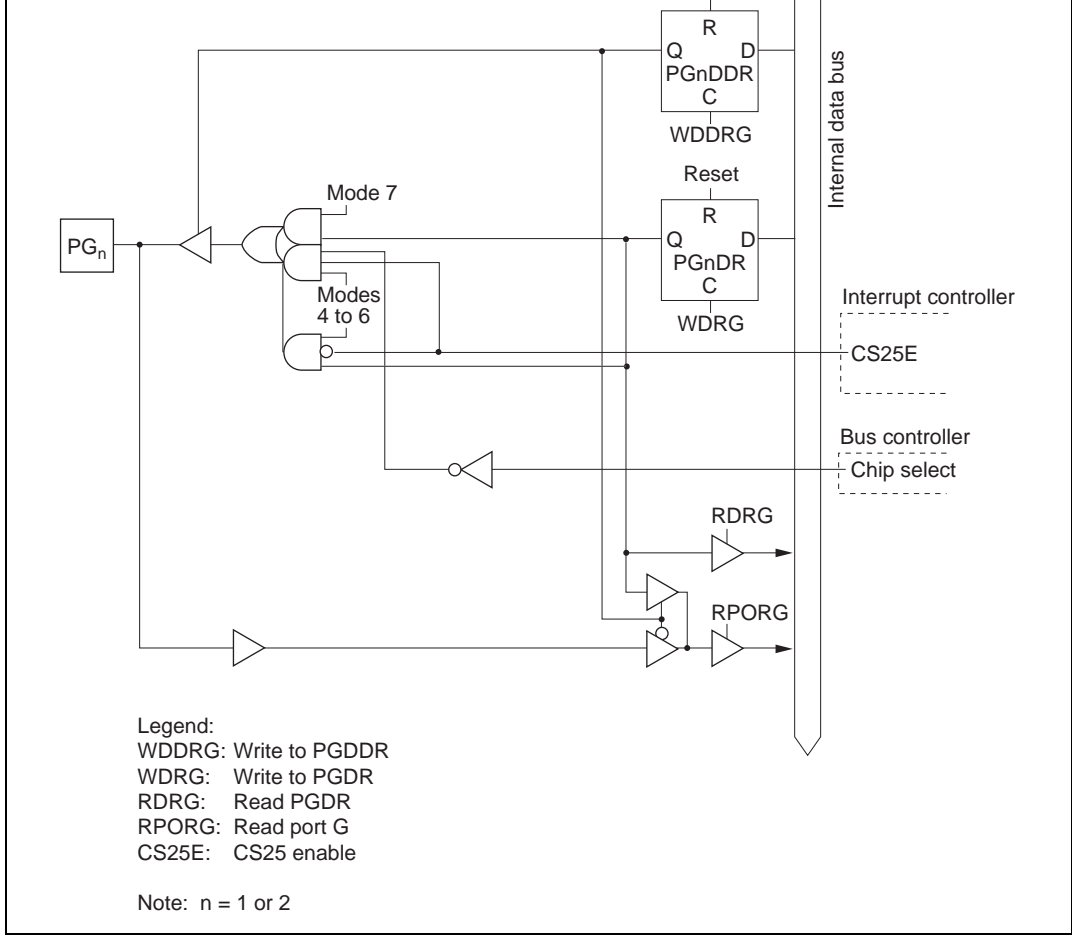 R
Q D
PGnDDR
C
WDDRG
Internal data bus
Reset
Mode 7
R
Q D
PGnDR
C
WDRG
PGn
Modes
4 to 6
Interrupt controller
CS25E
Bus controller
Chip select
RDRG
RPORG
Legend:
WDDRG: Write to PGDDR
WDRG: Write to PGDR
RDRG: Read PGDR
RPORG: Read port G
CS25E: CS25 enable
Note: n = 1 or 2